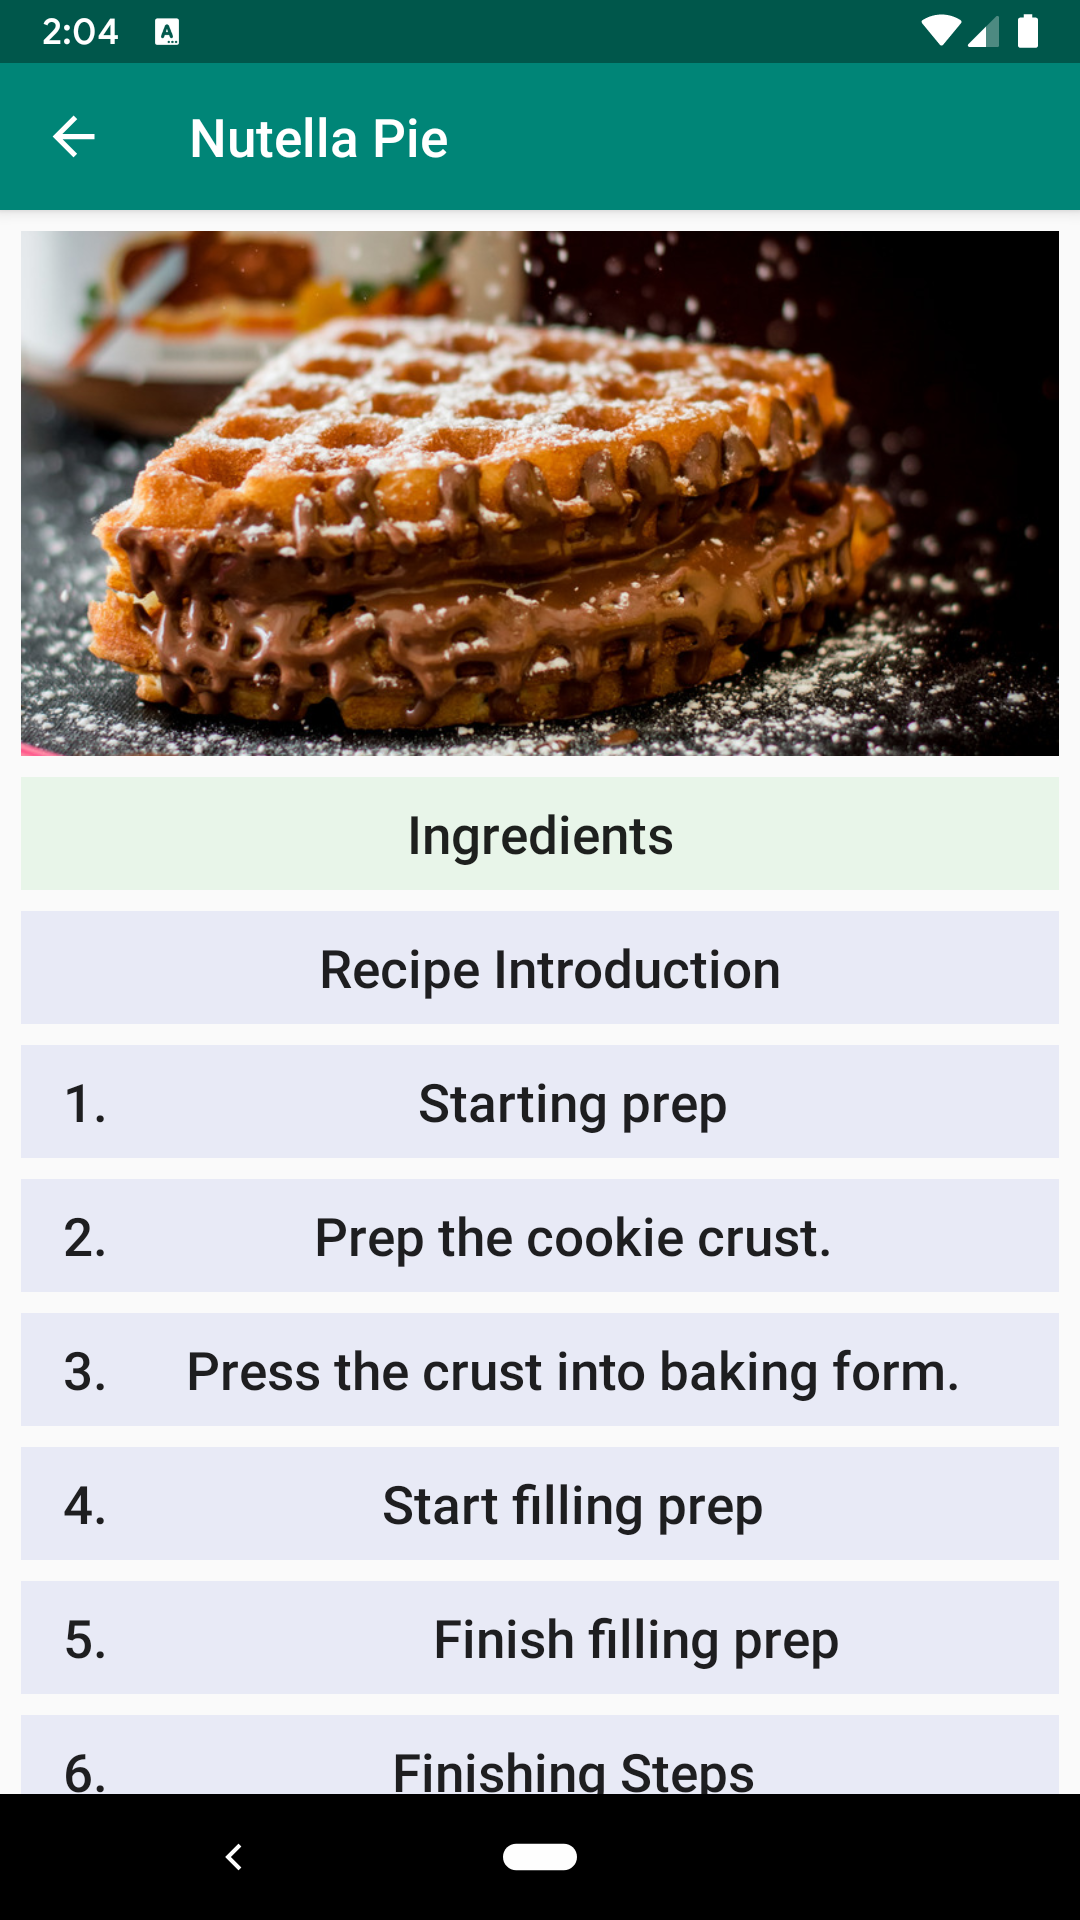 2:04 A
Nutella Pie
Ingredients
Recipe Introduction
1. Starting prep
2. Prep the cookie crust.
3. Press the crust into baking form.
4. Start filling prep
5. Finish filling prep
6. Finishing Steps